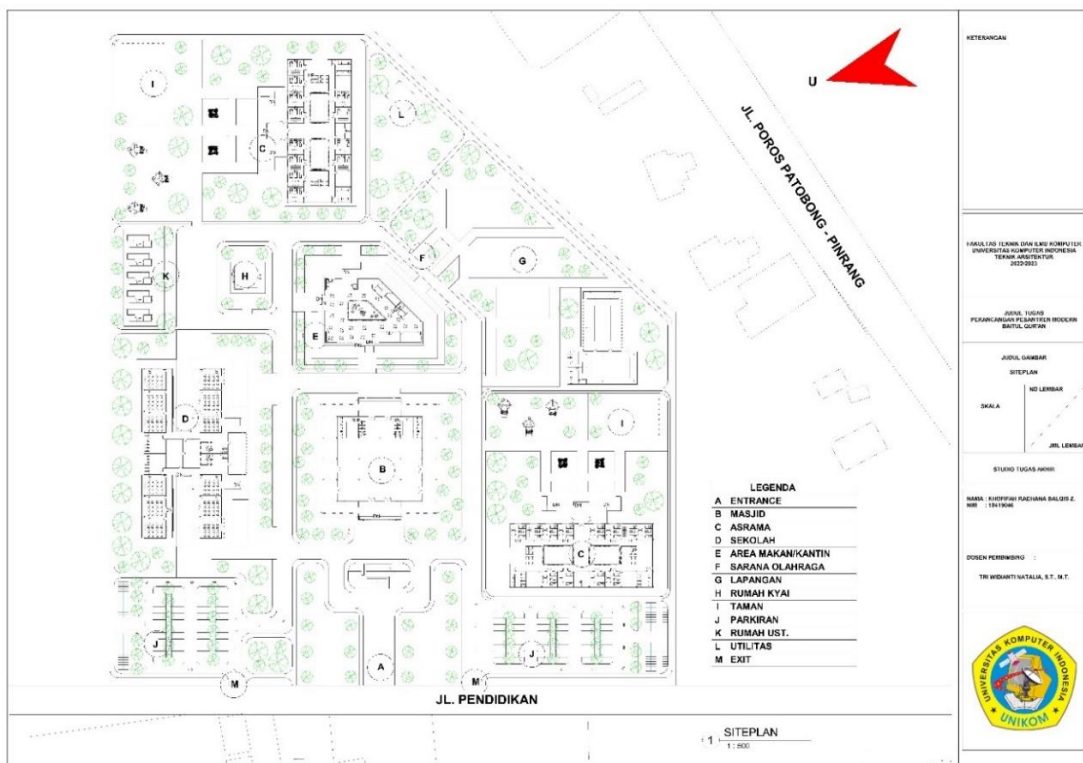 U
JL. POROS PATOBONG - PINRANG
I
L
C
F
G
K
H
E
D
I
B
C
J
J
A
M
M
JL. PENDIDIKAN
LEGENDA
A ENTRANCE
B MASJID
C ASRAMA
D SEKOLAH
E AREA MAKAN/KANTIN
F SARANA OLAHRAGA
G LAPANGAN
H RUMAH KYAI
I TAMAN
J PARKIRAN
K RUMAH UST.
L UTILITAS
M EXIT
1 SITEPLAN
1 : 800
KETERANGAN
FAKULTAS TEKNIK DAN ILMU KOMPUTER
UNIVERSITAS KOMPUTER INDONESIA
TEKNIK ARSITEKTUR
2022/2023
JUDUL TUGAS
PERANCANGAN PESANTREN MODERN
BAITUL QUR'AN
JUDUL GAMBAR
SITEPLAN
SKALA
NO LEMBAR
JML LEMBAR
STUDIO TUGAS AKHIR
NAMA : KHOFIFAH RADHANA BALQIS Z.
NIM : 10419046
DOSEN PEMBIMBING :
TRI WIDIANTI NATALIA, S.T., M.T.
UNIVERSITAS KOMPUTER INDONESIA
UNIKOM